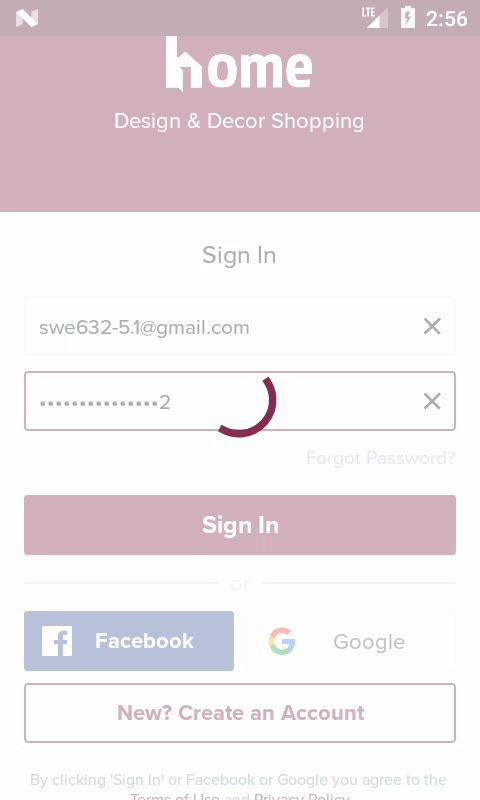 LTE 2:56
home
Design & Decor Shopping
Sign In
swe632-5.1@gmail.com
•••••••••••••••2
Forgot Password?
Sign In
or
Facebook
Google
New? Create an Account
By clicking 'Sign In' or Facebook or Google you agree to the
Terms of Use and Privacy Policy